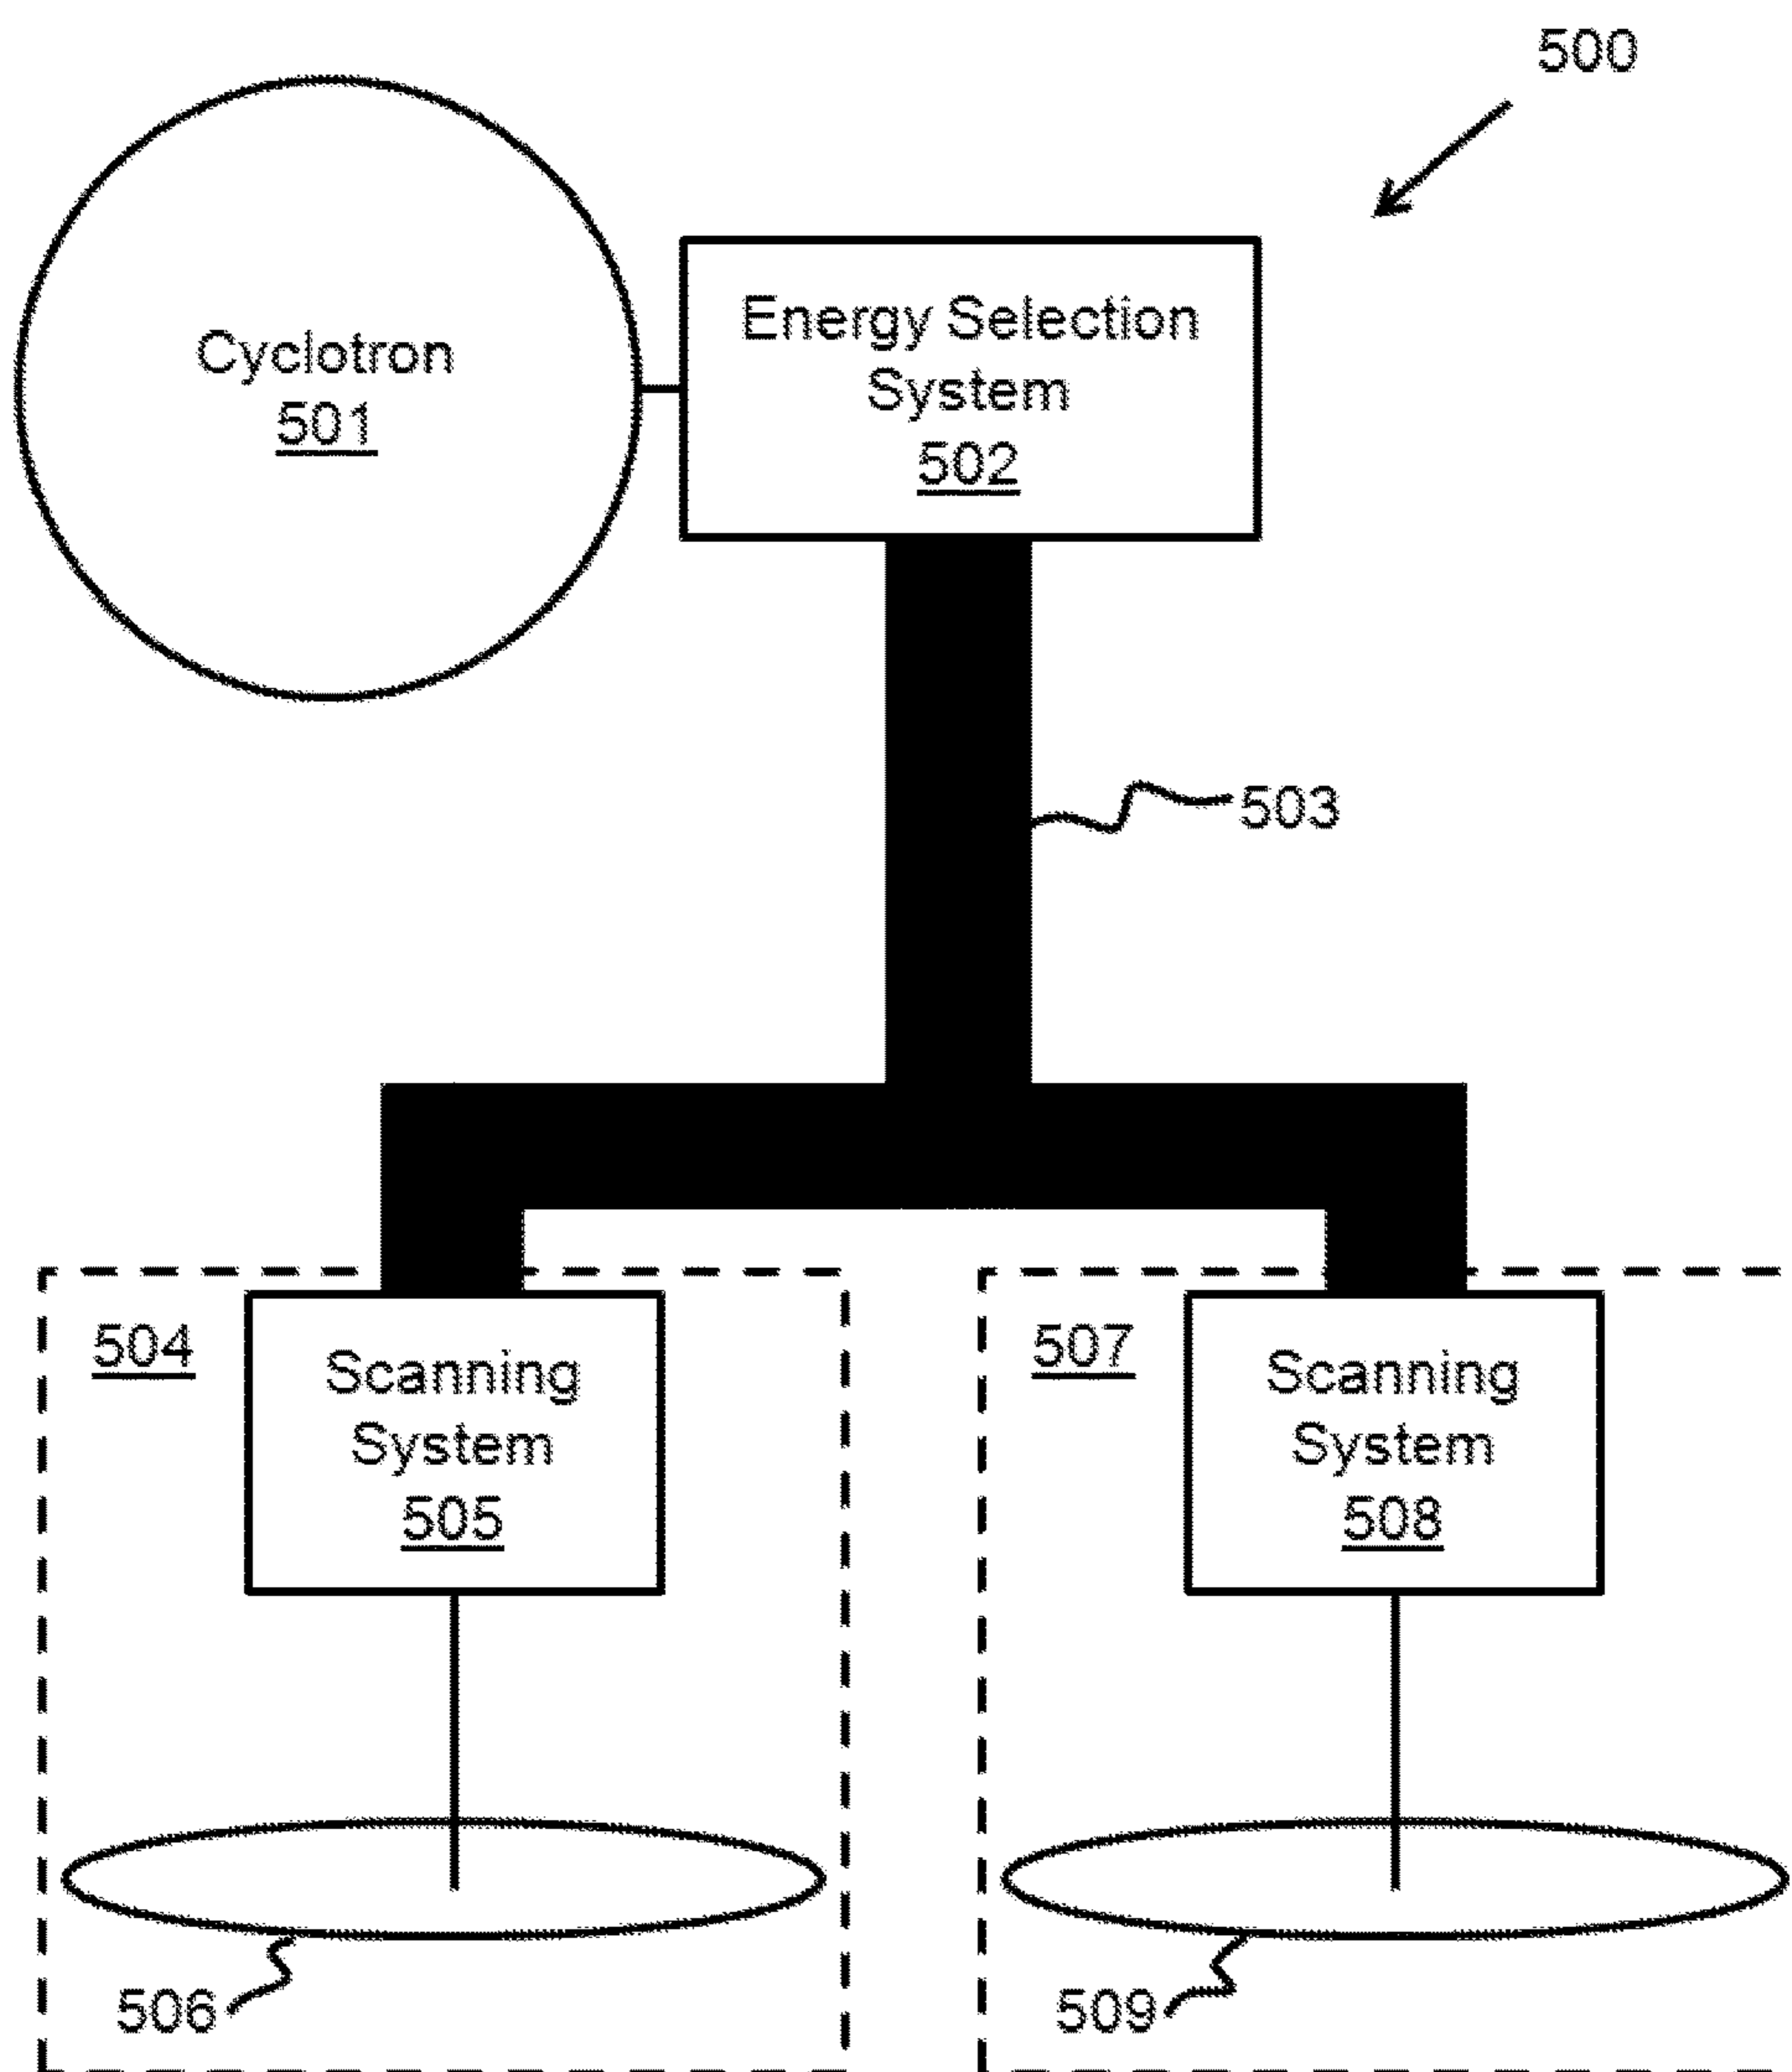 500
Cyclotron
501
Energy Selection
System
502
503
504
Scanning
System
505
507
Scanning
System
508
506
509